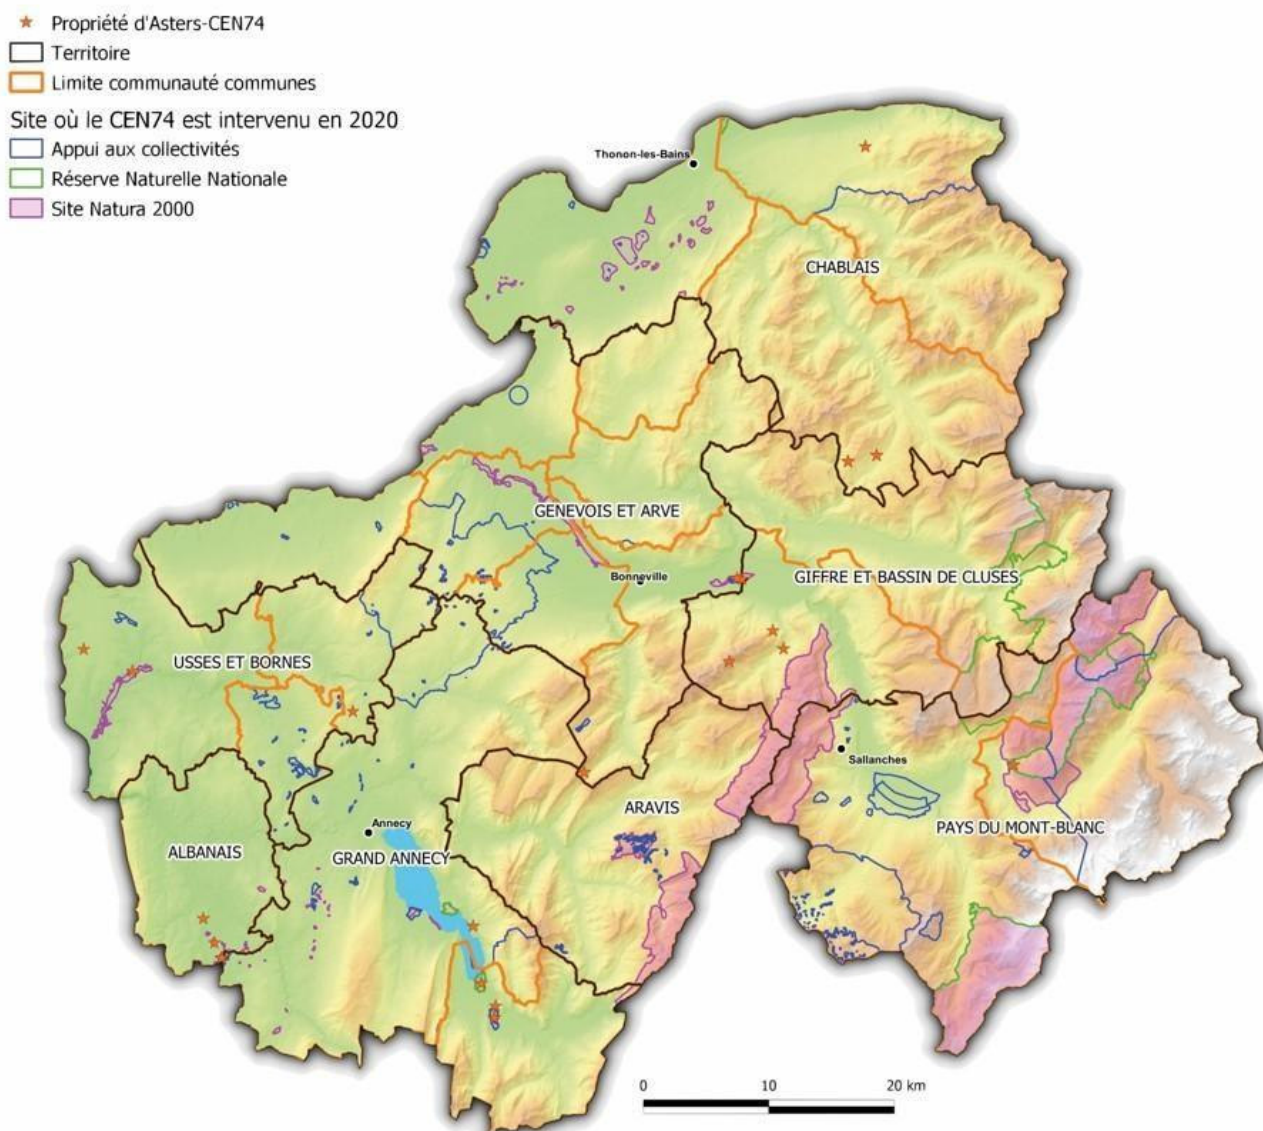 Propriété d'Asters-CEN74
Territoire
Limite communauté communes
Site où le CEN74 est intervenu en 2020
Appui aux collectivités
Réserve Naturelle Nationale
Site Natura 2000
Thonon-les-Bains
CHABLAIS
GENEVOIS ET ARVE
Bonneville
GIFFRE ET BASSIN DE CLUSES
USSES ET BORNES
Sallanches
ARAVIS
PAYS DU MONT-BLANC
Annecy
ALBANAIS
GRAND ANNECY
0 10 20 km